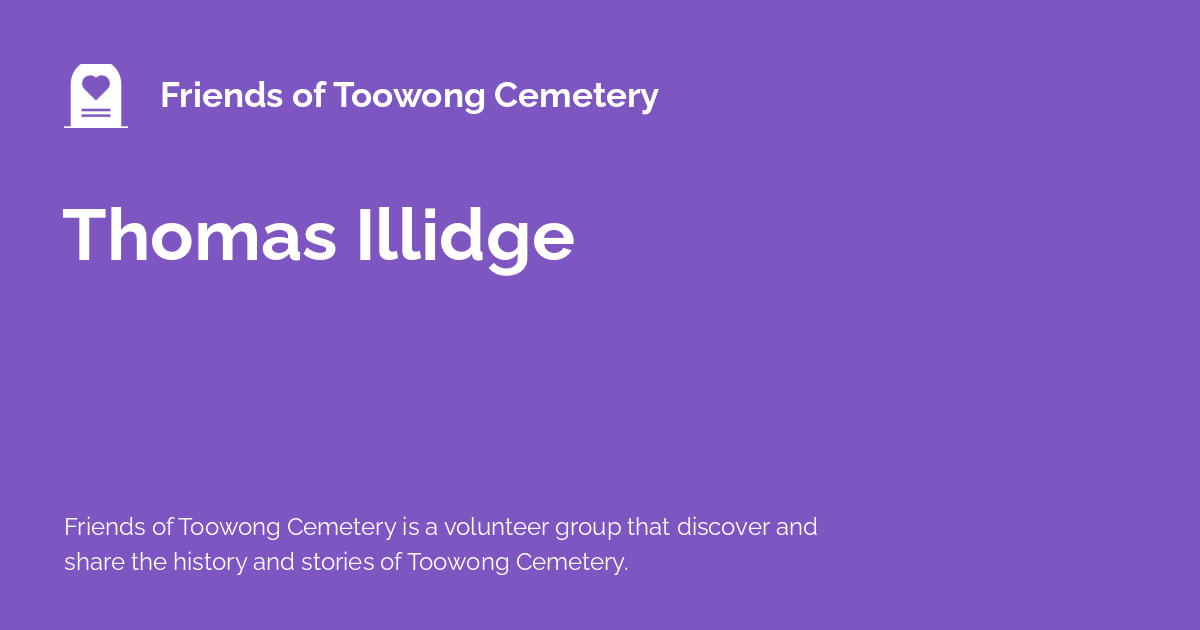 Friends of Toowong Cemetery
Thomas Illidge
Friends of Toowong Cemetery is a volunteer group that discover and
share the history and stories of Toowong Cemetery.